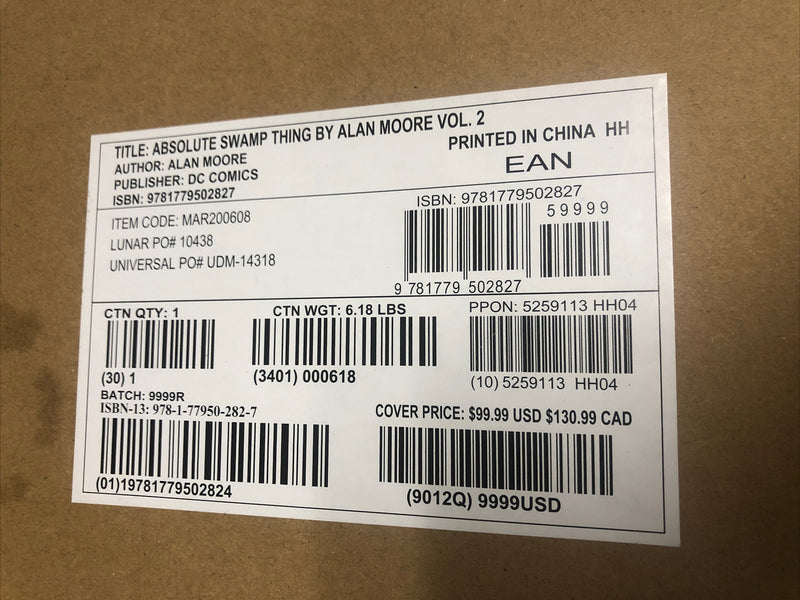 TITLE: ABSOLUTE SWAMP THING BY ALAN MOORE VOL. 2
AUTHOR: ALAN MOORE
PUBLISHER: DC COMICS
ISBN: 9781779502827
PRINTED IN CHINA HH
EAN
ITEM CODE: MAR200608
LUNAR PO# 10438
UNIVERSAL PO# UDM-14318
ISBN: 9781779502827
59999
9 781779 502827
CTN QTY: 1
(30) 1
CTN WGT: 6.18 LBS
(3401) 000618
PPON: 5259113 HH04
(10) 5259113 HH04
BATCH: 9999R
ISBN-13: 978-1-77950-282-7
(01)19781779502824
COVER PRICE: $99.99 USD $130.99 CAD
(9012Q) 9999USD